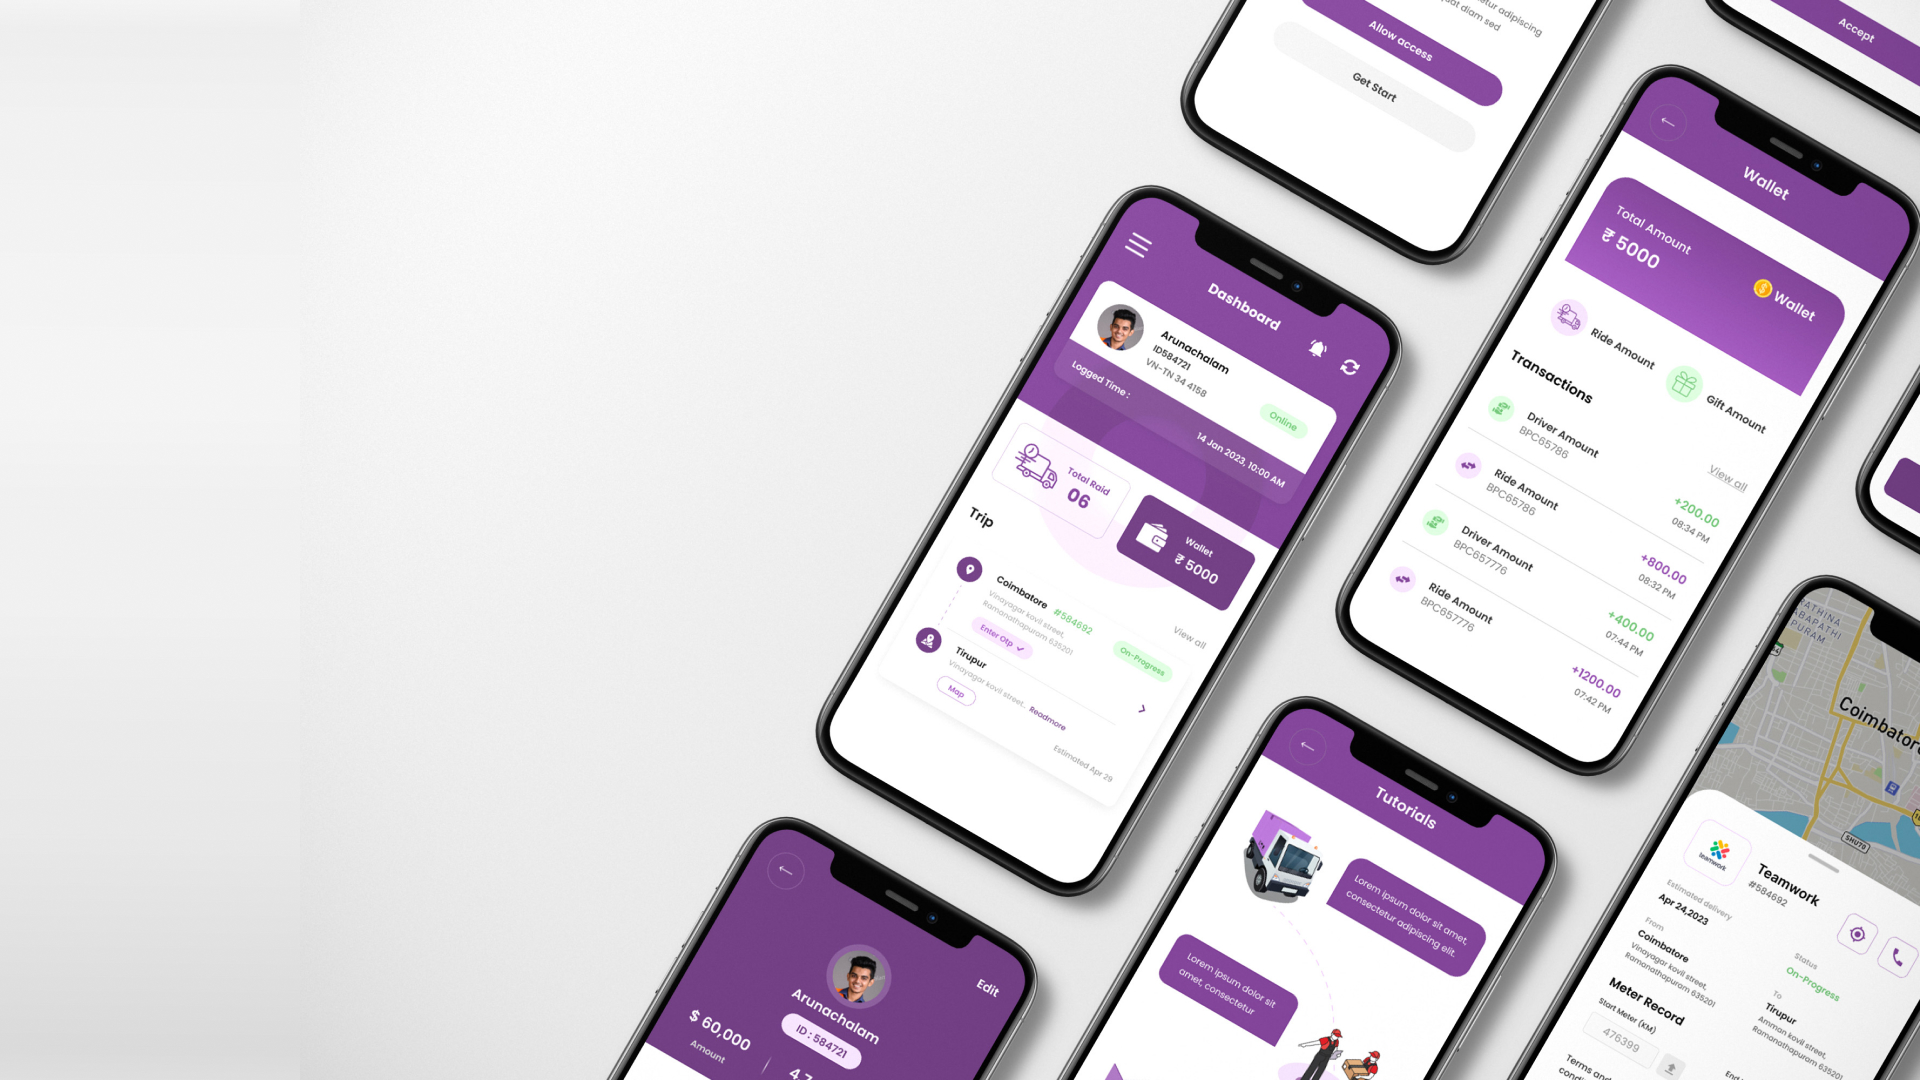 etur adipiscing
uat diam sed
Allow access
Get Start
Accept
Wallet
Total Amount
₹ 5000
Wallet
Ride Amount
Gift Amount
Transactions
View all
Driver Amount
BPC65786
+200.00
08:34 PM
Ride Amount
BPC65786
+800.00
08:32 PM
Driver Amount
BPC657776
+400.00
07:44 PM
Ride Amount
BPC657776
+1200.00
07:42 PM
Dashboard
Arunachalam
ID584721
VN-TN 34 4158
Online
Logged Time :
14 Jan 2023, 10:00 AM
Total Raid
06
Wallet
₹ 5000
Trip
View all
Coimbatore #584692
Vinayagar kovil street,
Ramanathapuram 635201
Enter Otp
On-Progress
Tirupur
Vinayagar kovil street.. Readmore
Map
Estimated Apr 29
Edit
Arunachalam
ID : 584721
$ 60,000
Amount
4.7
Tutorials
Lorem ipsum dolor sit amet,
consectetur adipiscing elit.
Lorem ipsum dolor sit
amet, consectetur
RATHINA
SABAPATHI
PURAM
Coimbatore
SHU79
teamwork
Teamwork
#584692
Estimated delivery
Apr 24,2023
From
Coimbatore
Vinayagar kovil street,
Ramanathapuram 635201
Status
On-Progress
To
Tirupur
Amman kovil street,
Ramanathapuram 635201
Meter Record
Start Meter (KM)
476399
Terms and